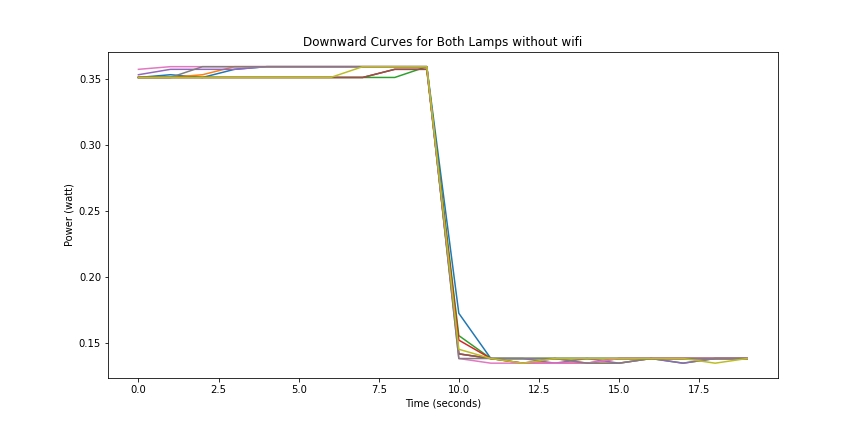 Downward Curves for Both Lamps without wifi
0.35
0.30
0.25
0.20
0.15
Power (watt)
0.0 2.5 5.0 7.5 10.0 12.5 15.0 17.5
Time (seconds)